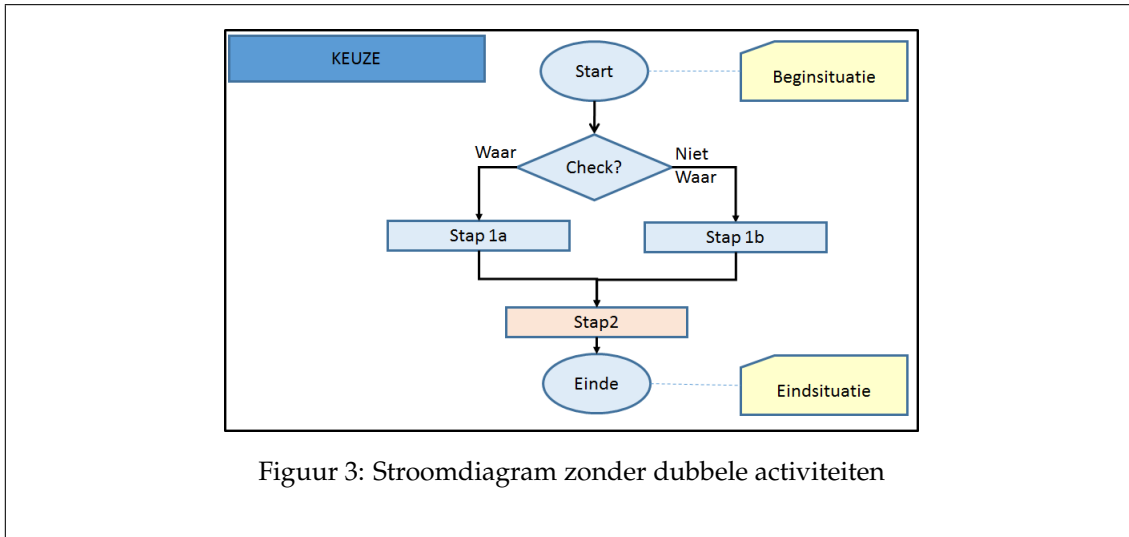 KEUZE
Start
Beginsituatie
Waar
Check?
Niet
Waar
Stap 1a
Stap 1b
Stap2
Einde
Eindsituatie
Figuur 3: Stroomdiagram zonder dubbele activiteiten